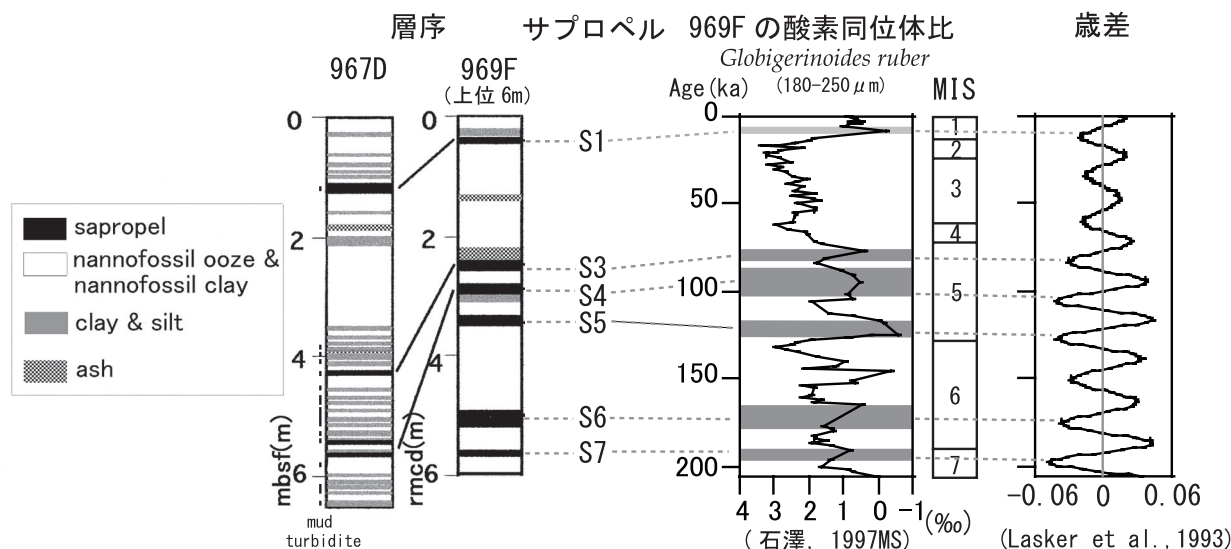 層序
サプロペル
969F の酸素同位体比
歳差
967D
969F
(上位 6m)
Globigerinoides ruber
(180-250μm)
Age(ka)
MIS
0
2
4
6
mbsf(m)
mud
turbidite
0
2
4
6
rmcd(m)
sapropel
nannofossil ooze &
nannofossil clay
clay & silt
ash
S1
S3
S4
S5
S6
S7
0
50
100
150
200
4 3 2 1 0 -1
(‰)
(石澤, 1997MS)
1
2
3
4
5
6
7
-0.06 0 0.06
(Lasker et al.,1993)